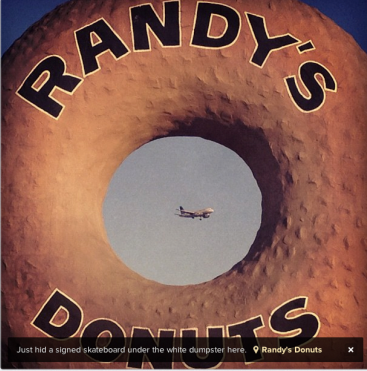 RANDY'S
DONUTS
Just hid a signed skateboard under the white dumpster here. Randy's Donuts ×